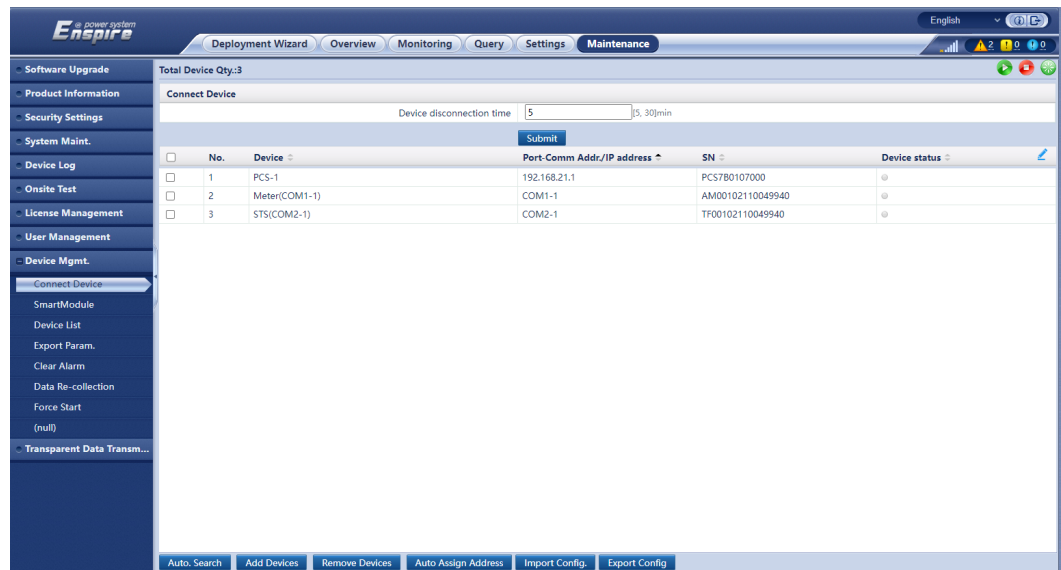 Enspire @ power system
English
Deployment Wizard Overview Monitoring Query Settings Maintenance
2 0 0
Software Upgrade
Product Information
Security Settings
System Maint.
Device Log
Onsite Test
License Management
User Management
Device Mgmt.
Connect Device
SmartModule
Device List
Export Param.
Clear Alarm
Data Re-collection
Force Start
(null)
Transparent Data Transm...
Total Device Qty.:3
Connect Device
Device disconnection time 5 [5, 30]min
Submit
No. Device Port-Comm Addr./IP address SN Device status
1 PCS-1 192.168.21.1 PCS7B0107000
2 Meter(COM1-1) COM1-1 AM00102110049940
3 STS(COM2-1) COM2-1 TF00102110049940
Auto. Search Add Devices Remove Devices Auto Assign Address Import Config. Export Config